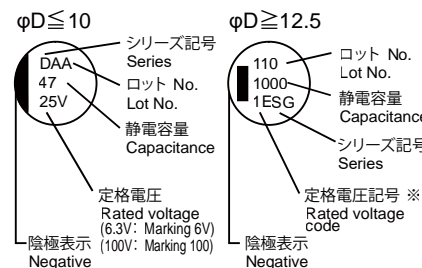 φD≦10
シリーズ記号
Series
DAA
ロット No.
Lot No.
47
25V
静電容量
Capacitance
定格電圧
Rated voltage
(6.3V: Marking 6V)
(100V: Marking 100)
陰極表示
Negative
φD≧12.5
110
ロット No.
Lot No.
1000
静電容量
Capacitance
1ESG
シリーズ記号
Series
定格電圧記号 ※
Rated voltage
code
陰極表示
Negative